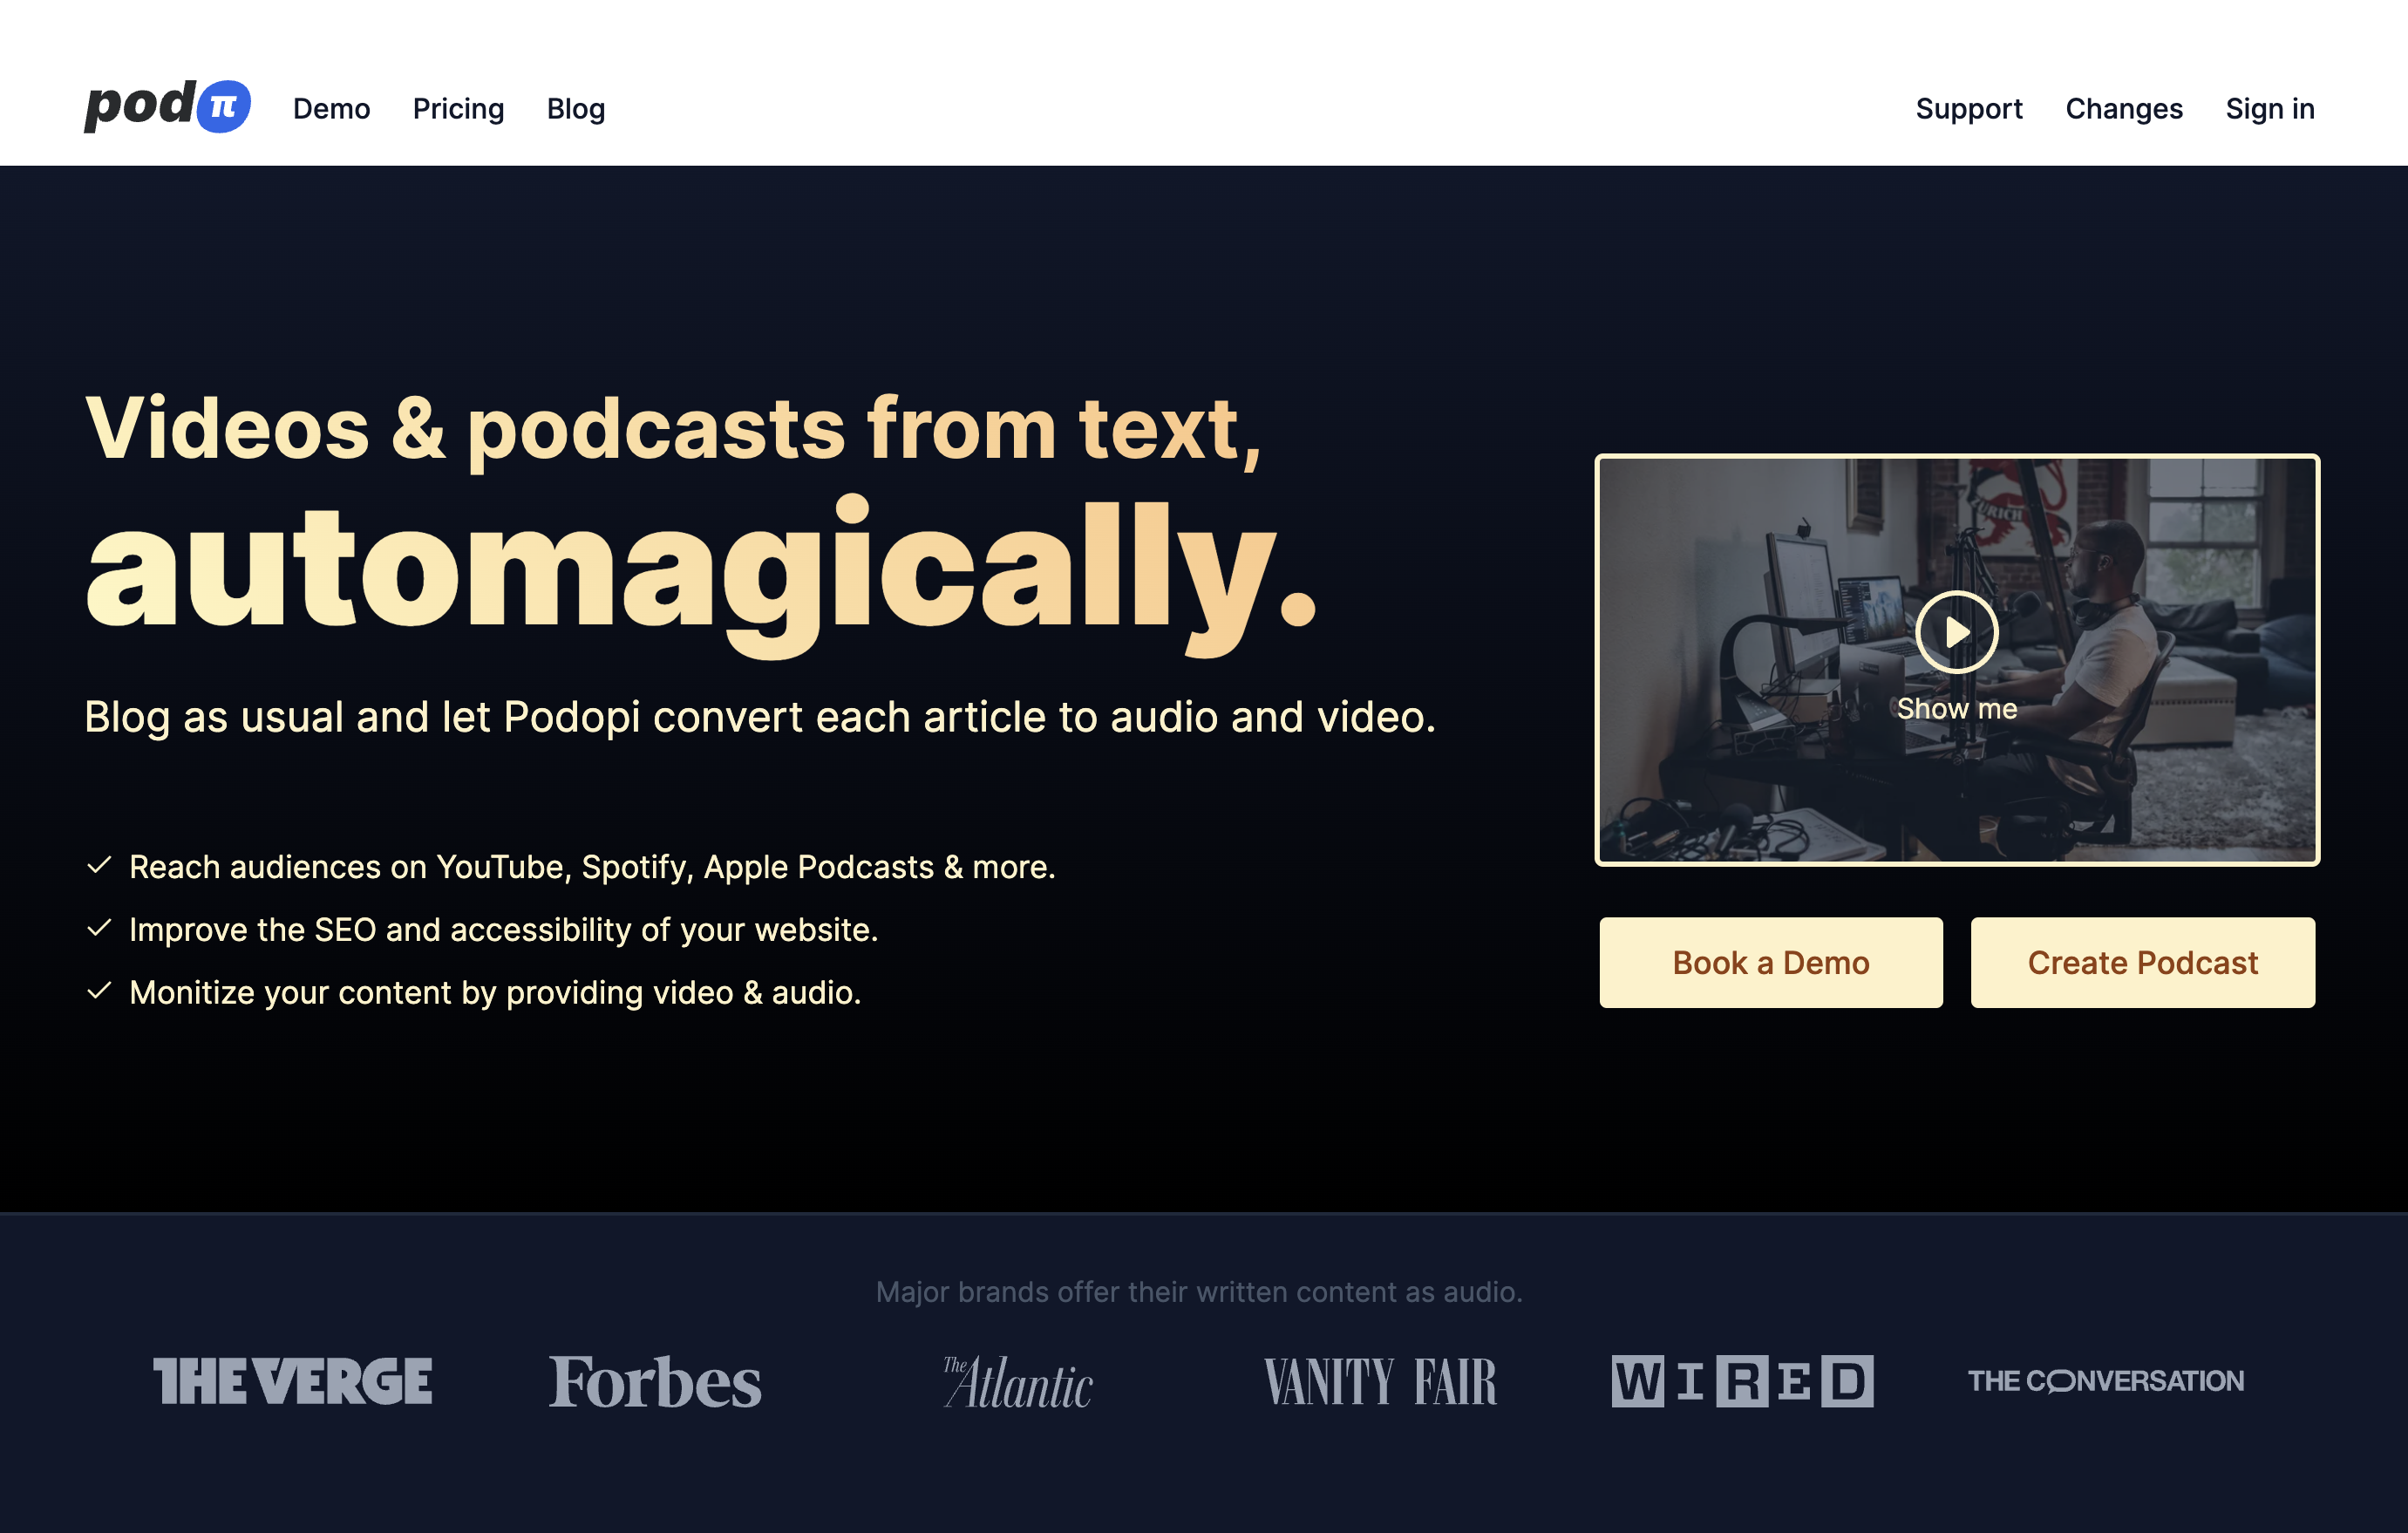 podπ Demo Pricing Blog Support Changes Sign in
Videos & podcasts from text,
automagically.
Blog as usual and let Podopi convert each article to audio and video.
Reach audiences on YouTube, Spotify, Apple Podcasts & more.
Improve the SEO and accessibility of your website.
Monitize your content by providing video & audio.
ZURICH
Show me
Book a Demo Create Podcast
Major brands offer their written content as audio.
THE VERGE Forbes The Atlantic VANITY FAIR WIRED THE CONVERSATION